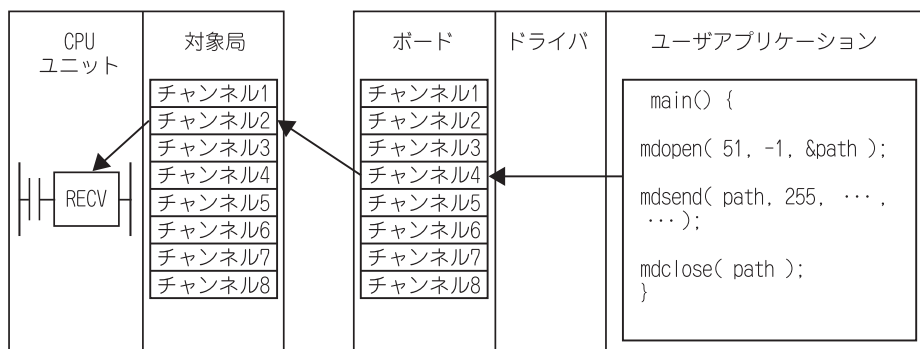 CPU
ユニット
対象局
ボード
ドライバ
ユーザアプリケーション
チャンネル1
チャンネル2
チャンネル3
チャンネル4
チャンネル5
チャンネル6
チャンネル7
チャンネル8
RECV
チャンネル1
チャンネル2
チャンネル3
チャンネル4
チャンネル5
チャンネル6
チャンネル7
チャンネル8
main() {
mdopen( 51, -1, &path );
mdsend( path, 255, ··· ,
··· );
mdclose( path );
}